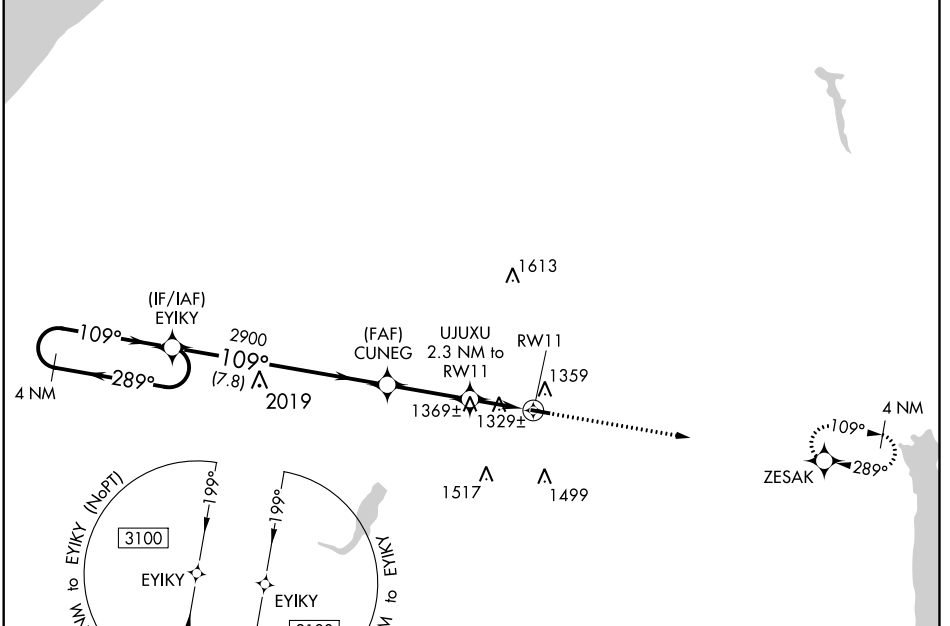 1613
(IF/IAF)
EYIKY
109°
2900
109°
(7.8)
289°
4 NM
2019
(FAF)
CUNEG
UJUXU
2.3 NM to
RW11
RW11
1359
1369±
1329±
1517
1499
4 NM
109°
289°
ZESAK
NM to EYIKY (NoPT)
199°
3100
EYIKY
199°
EYIKY
to EYIKY